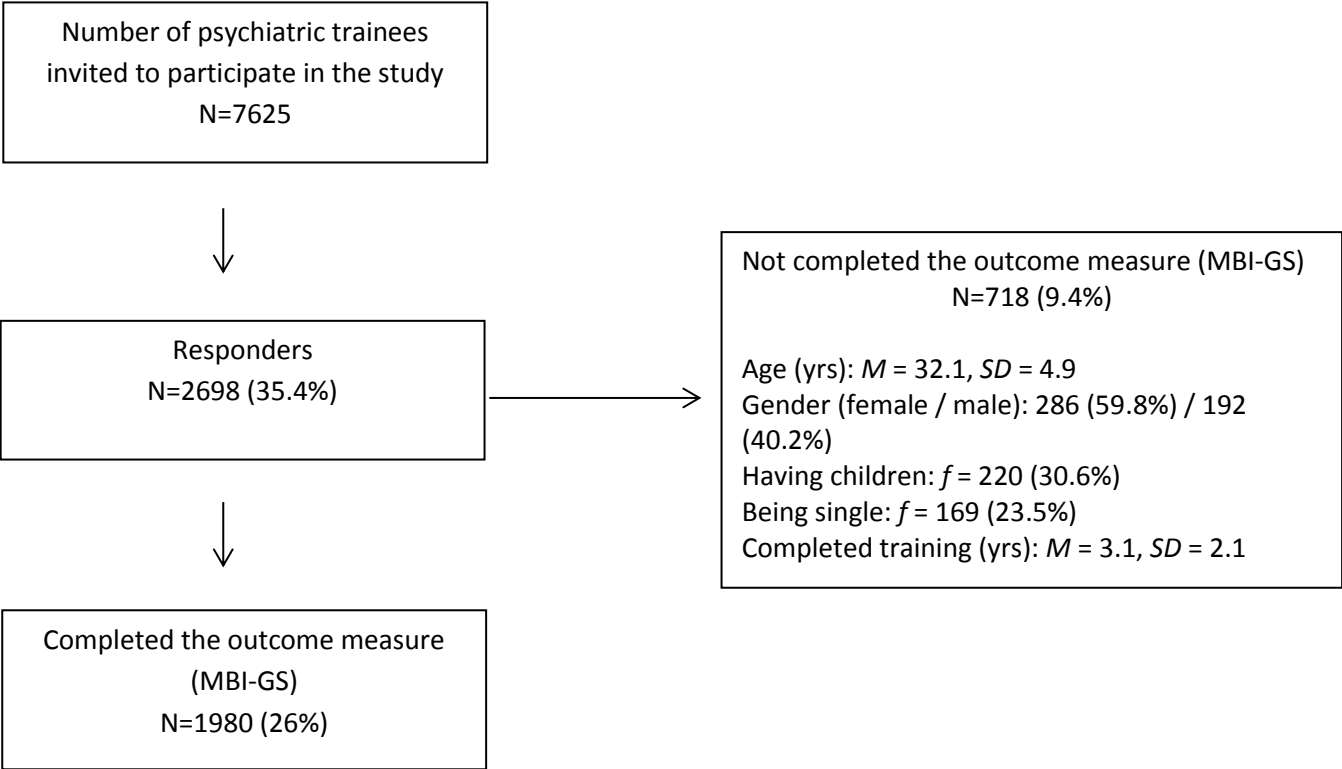 Number of psychiatric trainees
invited to participate in the study
N=7625
Responders
N=2698 (35.4%)
Not completed the outcome measure (MBI-GS)
N=718 (9.4%)
Age (yrs): M = 32.1, SD = 4.9
Gender (female / male): 286 (59.8%) / 192
(40.2%)
Having children: f = 220 (30.6%)
Being single: f = 169 (23.5%)
Completed training (yrs): M = 3.1, SD = 2.1
Completed the outcome measure
(MBI-GS)
N=1980 (26%)